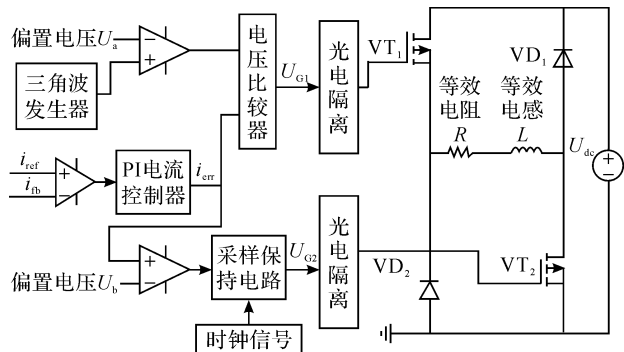 偏置电压Ua
三角波
发生器
电压比较器
UG1
光电隔离
VT1
VD1
等效
电阻
R
等效
电感
L
Udc
iref
ifb
PI电流
控制器
ierr
偏置电压Ub
采样保
持电路
UG2
光电隔离
VD2
VT2
时钟信号